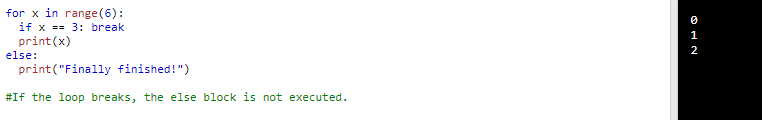 for x in range(6):
  if x == 3: break
  print(x)
else:
  print("Finally finished!")

#If the loop breaks, the else block is not executed.
0
1
2